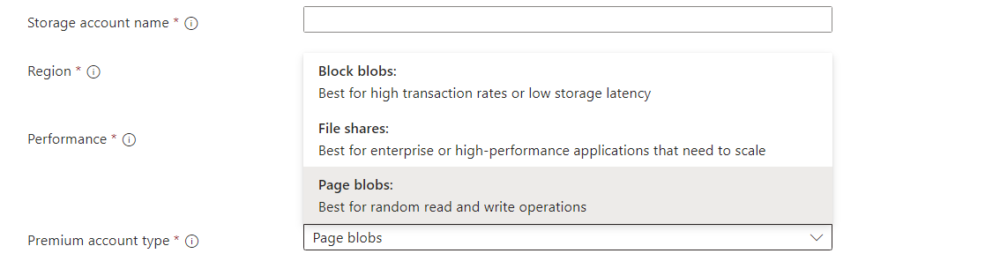 Storage account name *
Region *
Block blobs:
Best for high transaction rates or low storage latency
File shares:
Performance *
Best for enterprise or high-performance applications that need to scale
Page blobs:
Best for random read and write operations
Premium account type *
Page blobs